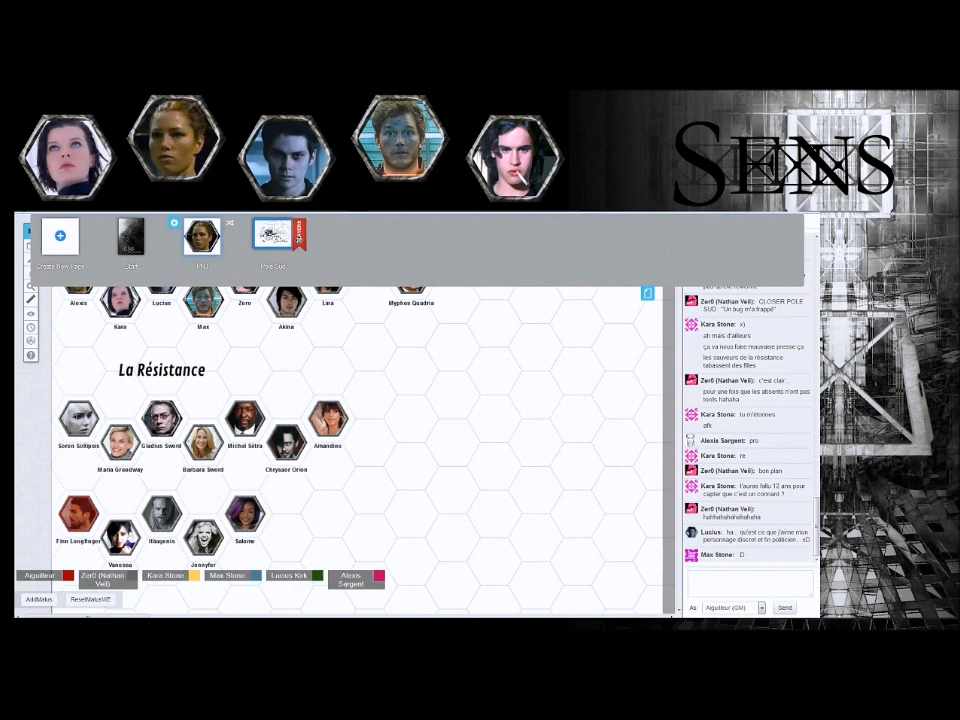 SENS
Create New Page
Start
PNJ
Pole Sud
PLAYERS
Alexis
Lucius
Zero
Lina
Myphos Quadria
Kara
Max
Akina
La Résistance
Soren Sollipsis
Gladius Sword
Michel Sétra
Amandine
Maria Goodway
Barbara Sword
Chrysaor Orion
Finn Longfinger
Häagenis
Salome
Vanessa
Jennyfer
Aiguilleur
Zer0 (Nathan
Veil)
Kara Stone
Max Stone
Lucius Kirk
Alexis
Sargent
AddMalus
ResetMalusVIE
Zer0 (Nathan Veil): CLOSER POLE
SUD : "Un bug m'a frappé"
Kara Stone: x)
ah mais d'ailleurs
ça va nous faire mauvaise presse ça
les sauveurs de la résistance
tabassent des filles
Zer0 (Nathan Veil): c'est clair..
pour une fois que les absents n'ont pas
tords hahaha
Kara Stone: tu m'étonnes
afk
Alexis Sargent: pro
Kara Stone: re
Zer0 (Nathan Veil): bon plan
Kara Stone: t'auras fallu 12 ans pour
capter que c'est un connard ?
Zer0 (Nathan Veil):
hahhahahahahahaha
Lucius: ha... qu'est ce que j'aime mon
personnage discret et fin politicien... xD
Max Stone: :D
As: Aiguilleur (GM)
Send